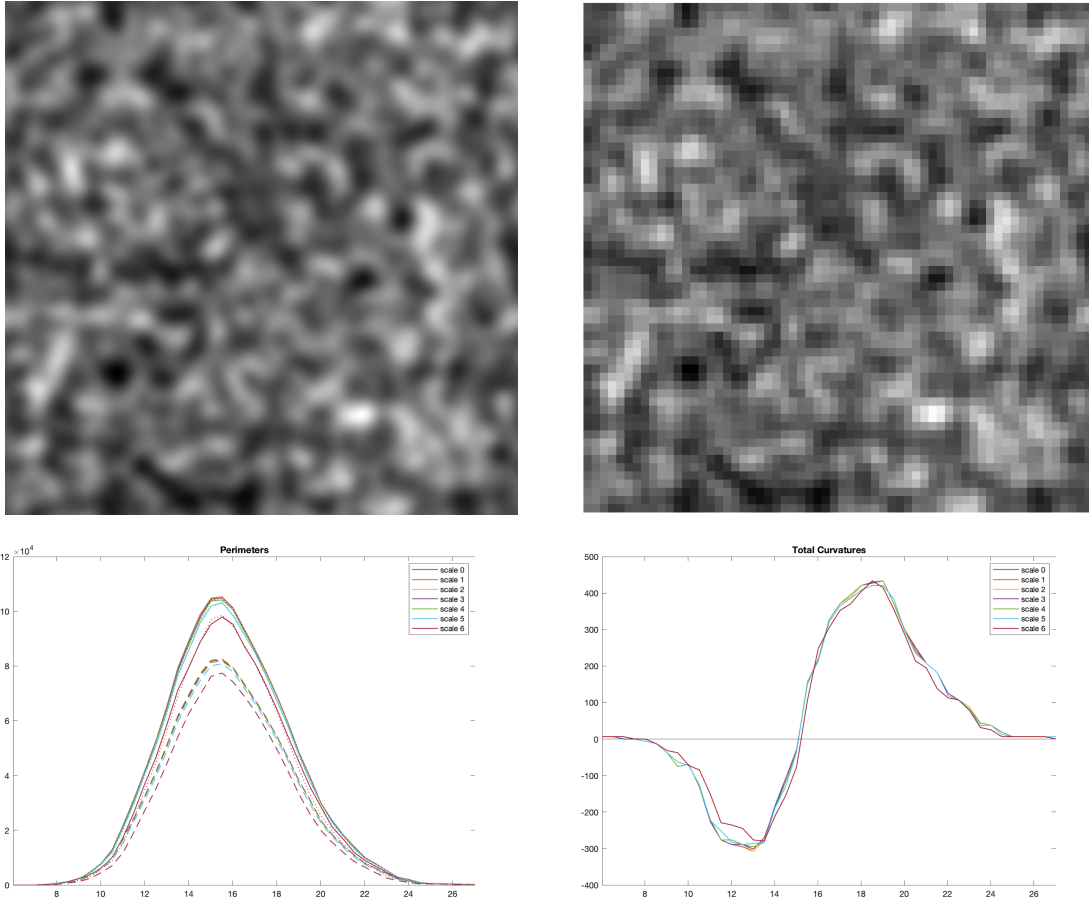 Perimeters
×10^4
12
10
8
6
4
2
0
8 10 12 14 16 18 20 22 24 26
scale 0
scale 1
scale 2
scale 3
scale 4
scale 5
scale 6
Total Curvatures
500
400
300
200
100
0
-100
-200
-300
-400
8 10 12 14 16 18 20 22 24 26
scale 0
scale 1
scale 2
scale 3
scale 4
scale 5
scale 6